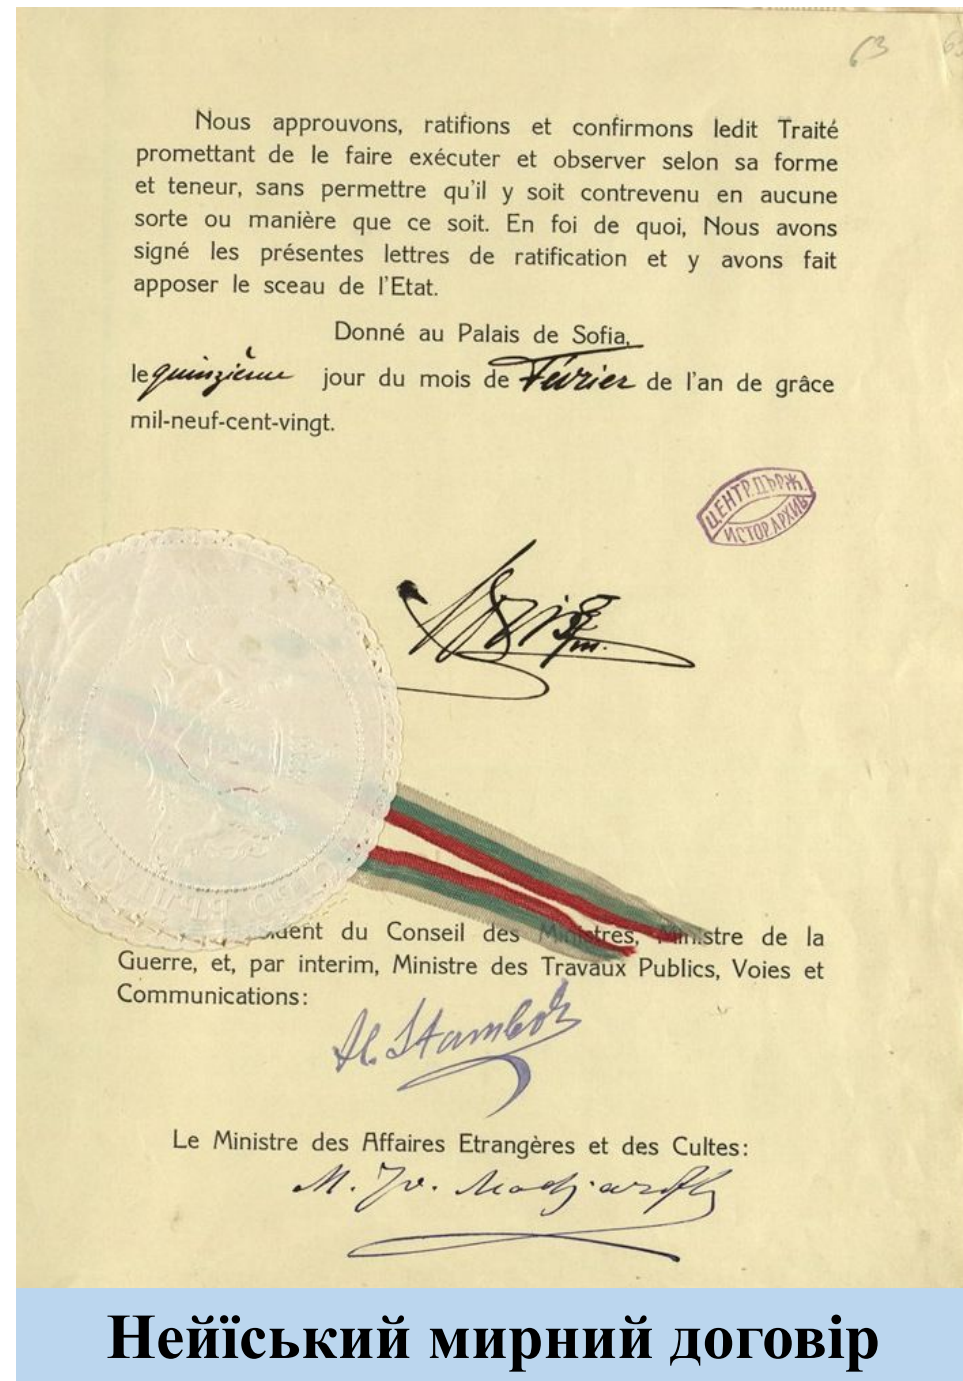 63
Nous approuvons, ratifions et confirmons ledit Traité
promettant de le faire exécuter et observer selon sa forme
et teneur, sans permettre qu'il y soit contrevenu en aucune
sorte ou manière que ce soit. En foi de quoi, Nous avons
signé les présentes lettres de ratification et y avons fait
apposer le sceau de l'Etat.
Donné au Palais de Sofia,
le quinzième jour du mois de Février de l'an de grâce
mil-neuf-cent-vingt.
ЦЕНТР. ДЪРЖ.
ИСТОР АРХИВ
du Conseil des Ministres, Ministre de la
Guerre, et, par interim, Ministre des Travaux Publics, Voies et
Communications:
Al. Stambol
Le Ministre des Affaires Etrangères et des Cultes:
M. Iv. Madjaroff
Нейїський мирний договір